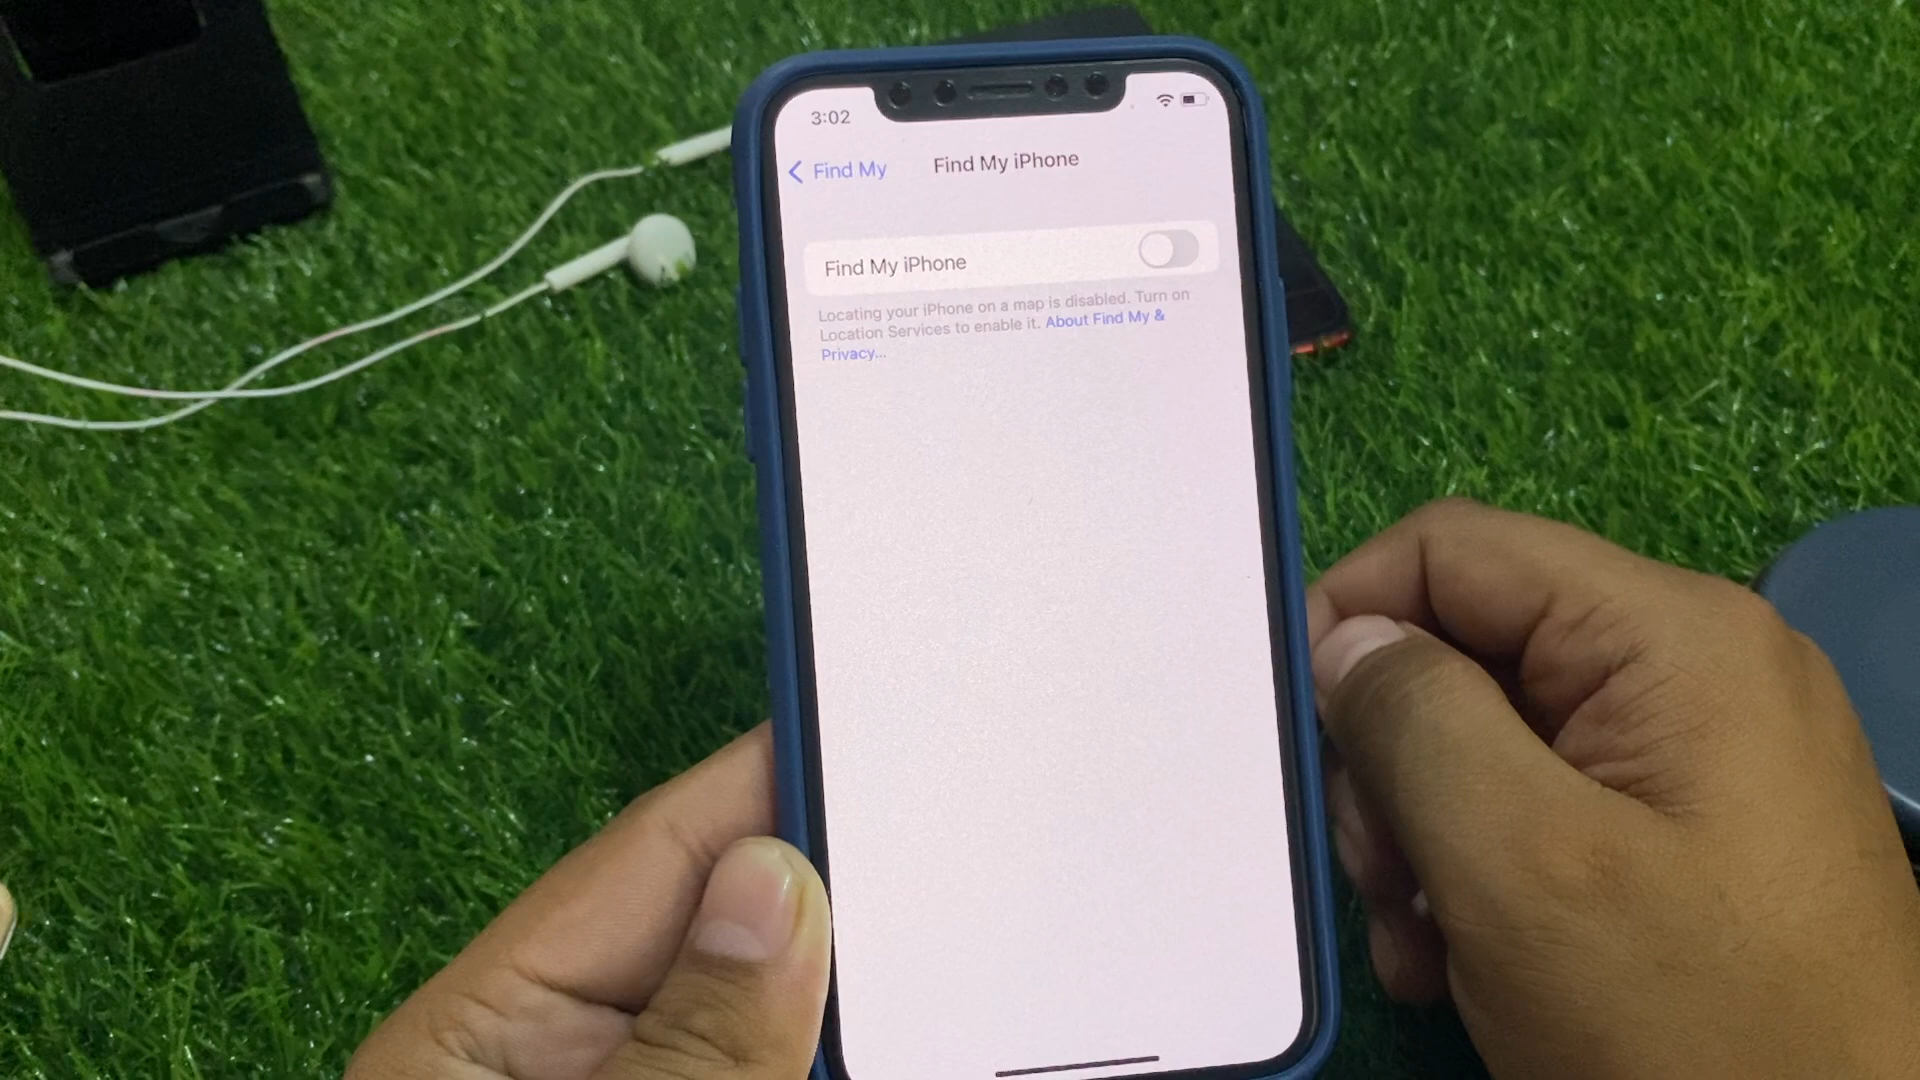 3:02
Find My
Find My iPhone
Find My iPhone
Locating your iPhone on a map is disabled. Turn on
Location Services to enable it. About Find My &
Privacy...